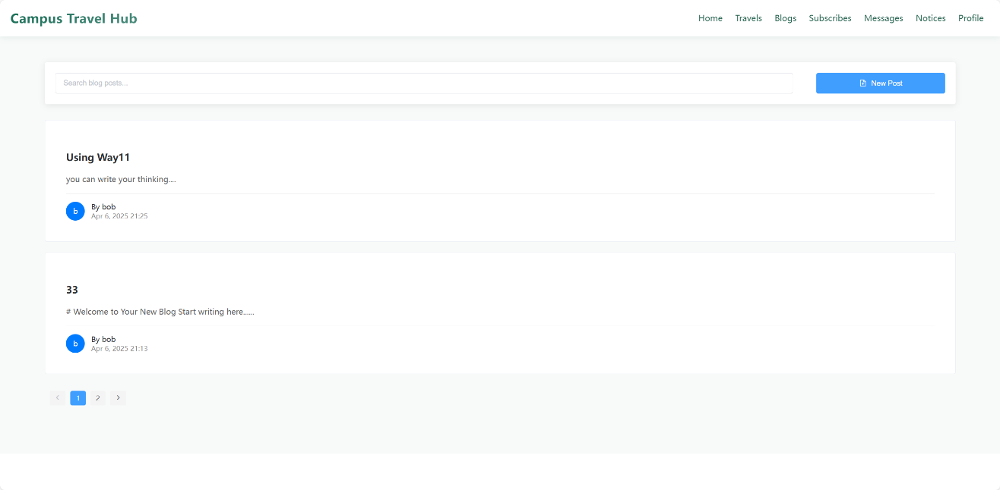 Campus Travel Hub
Home Travels Blogs Subscribes Messages Notices Profile
Search blog posts...
New Post
Using Way11
you can write your thinking....
b
By bob
Apr 6, 2025 21:25
33
# Welcome to Your New Blog Start writing here......
b
By bob
Apr 6, 2025 21:13
1 2